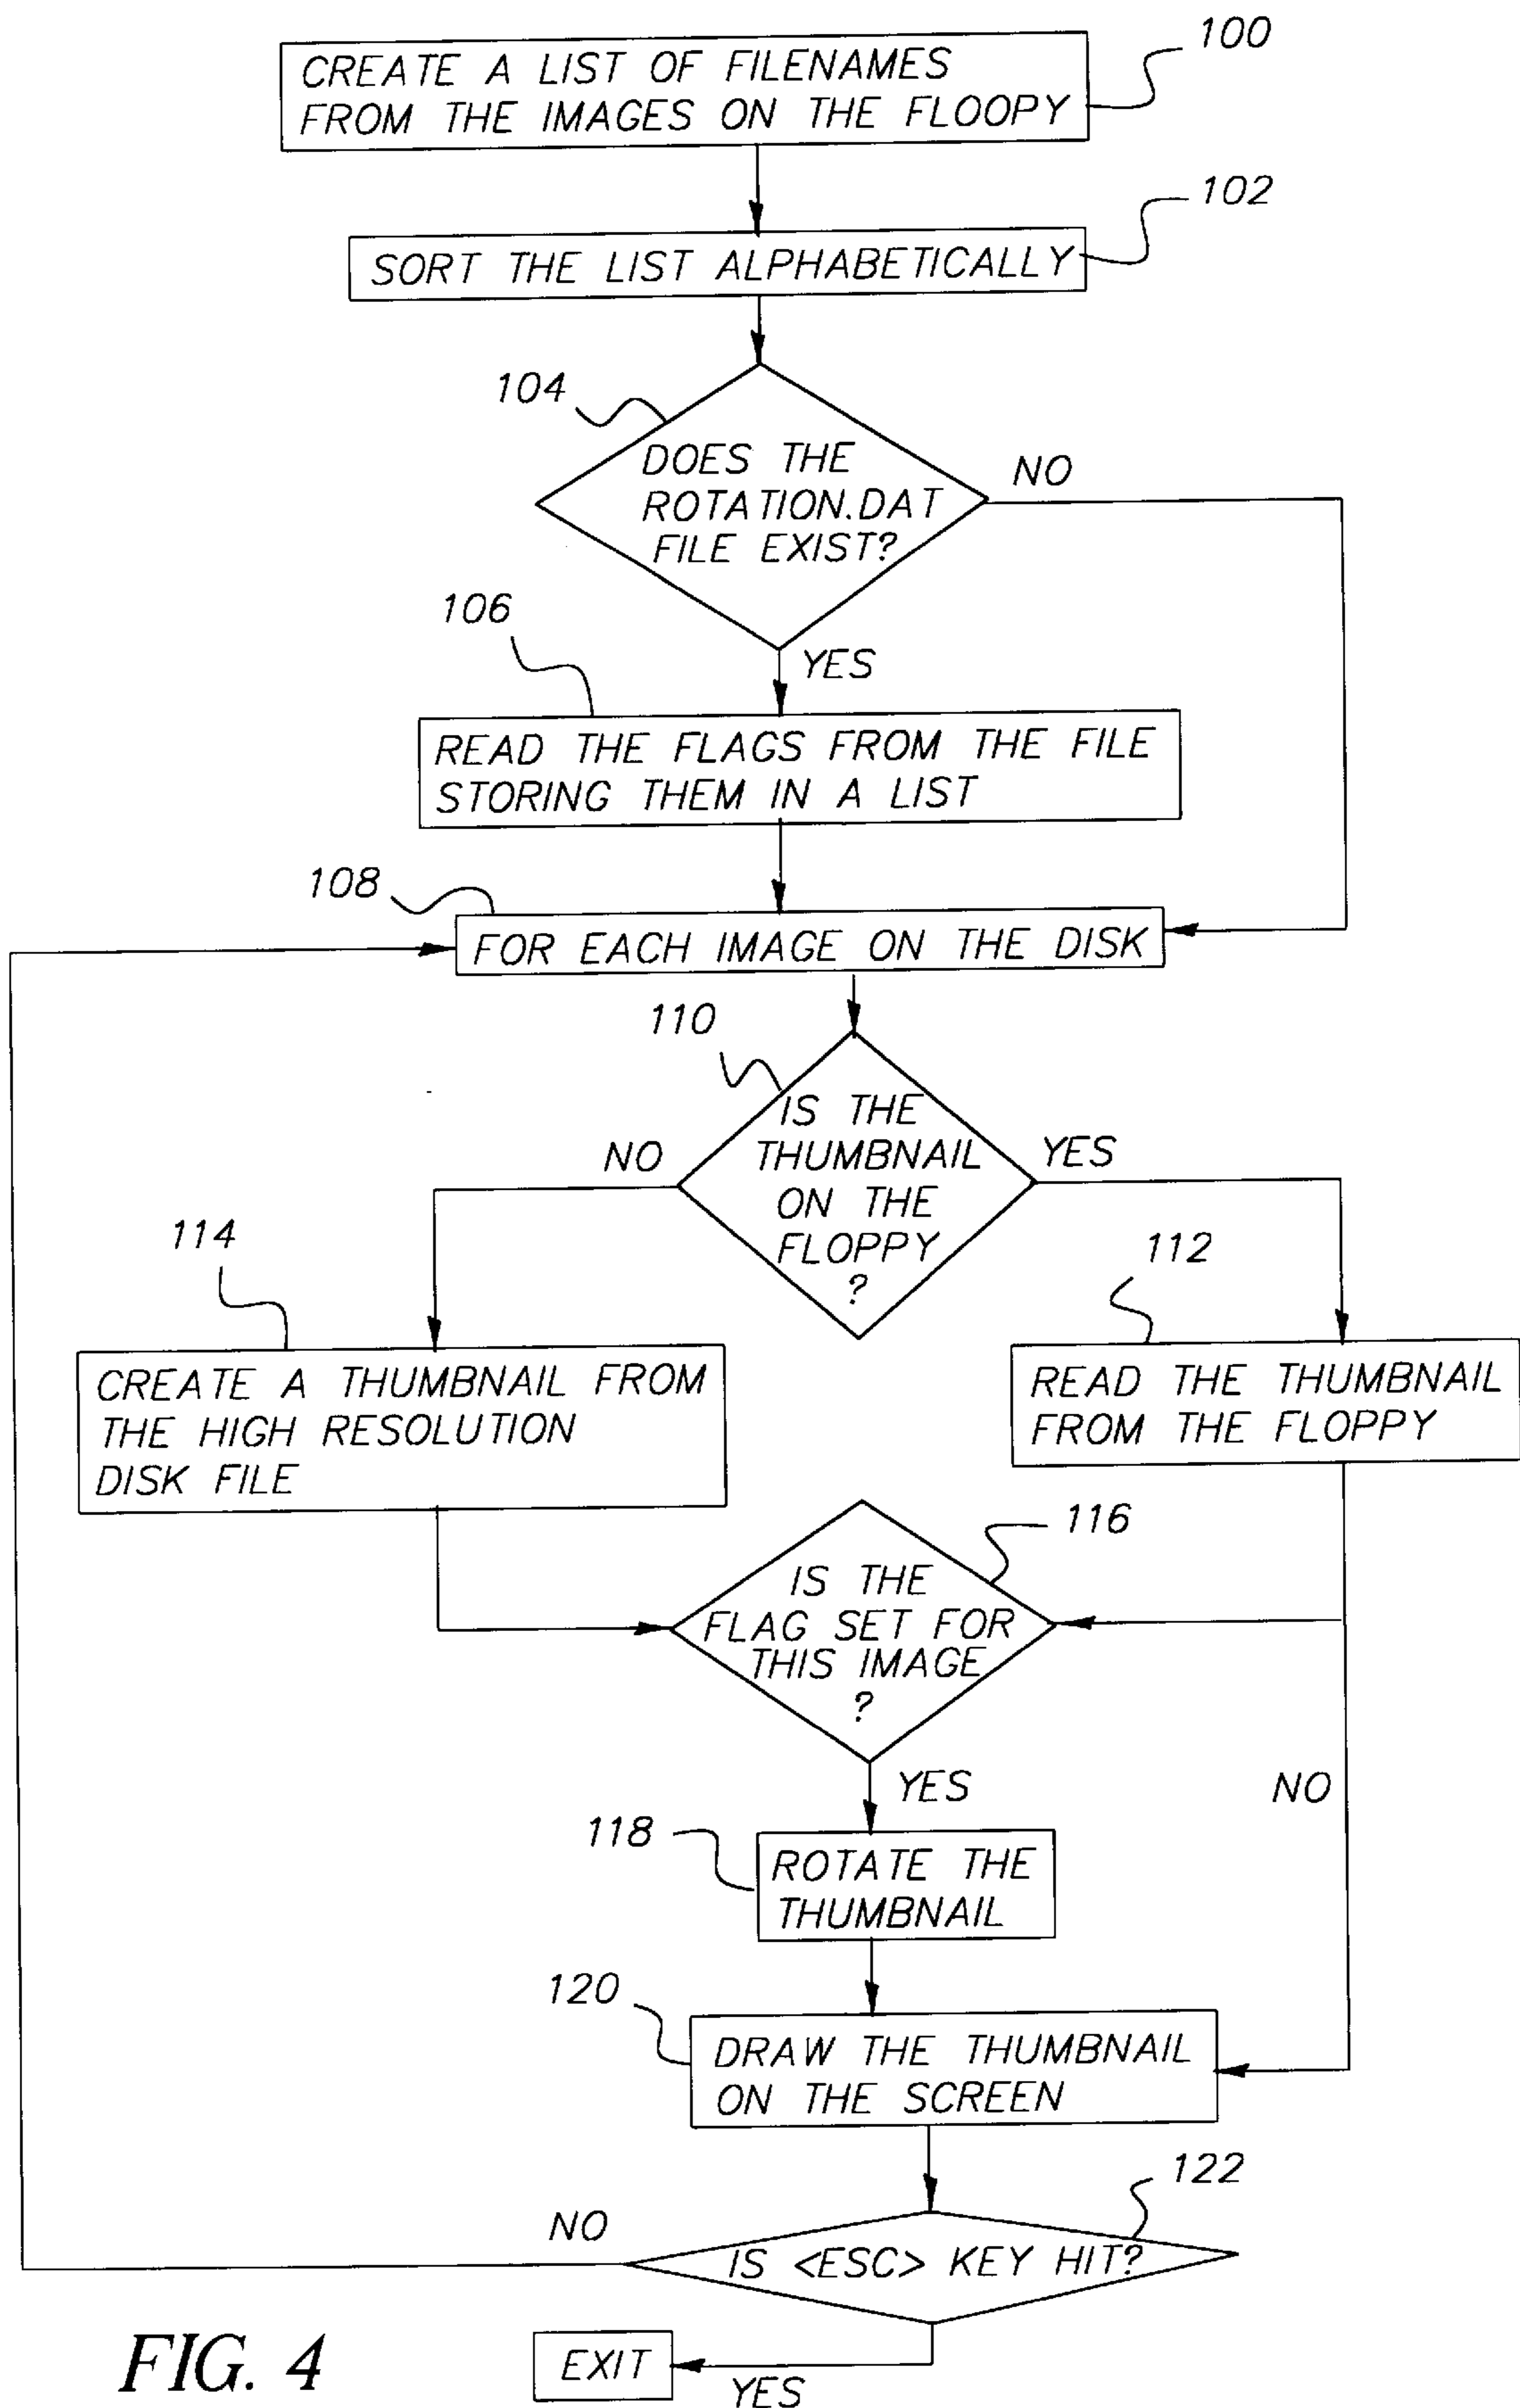 100
CREATE A LIST OF FILENAMES
FROM THE IMAGES ON THE FLOOPY
102
SORT THE LIST ALPHABETICALLY
104
DOES THE
ROTATION.DAT
FILE EXIST?
NO
106
YES
READ THE FLAGS FROM THE FILE
STORING THEM IN A LIST
108
FOR EACH IMAGE ON THE DISK
110
IS THE
THUMBNAIL
ON THE
FLOPPY
?
NO
YES
114
112
CREATE A THUMBNAIL FROM
THE HIGH RESOLUTION
DISK FILE
READ THE THUMBNAIL
FROM THE FLOPPY
116
IS THE
FLAG SET FOR
THIS IMAGE
?
YES
NO
118
ROTATE THE
THUMBNAIL
120
DRAW THE THUMBNAIL
ON THE SCREEN
122
NO
IS <ESC> KEY HIT?
EXIT
YES
FIG. 4